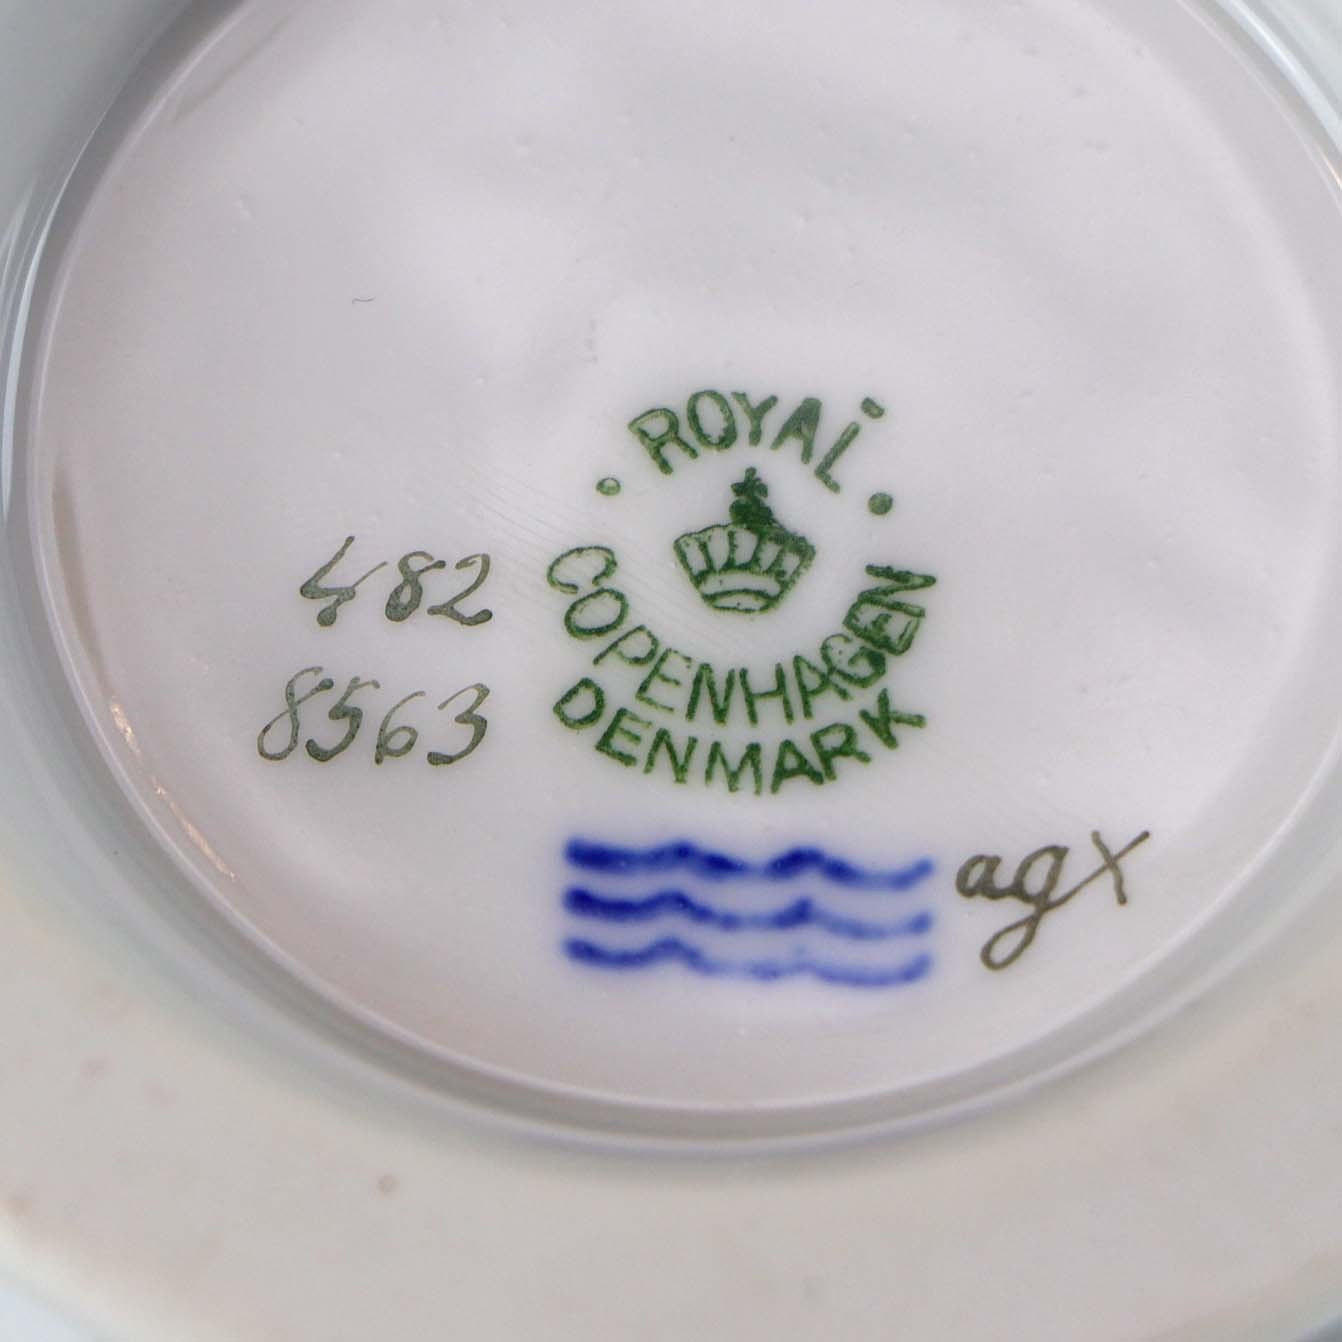 ROYAL
COPENHAGEN
DENMARK
482
8563
agx